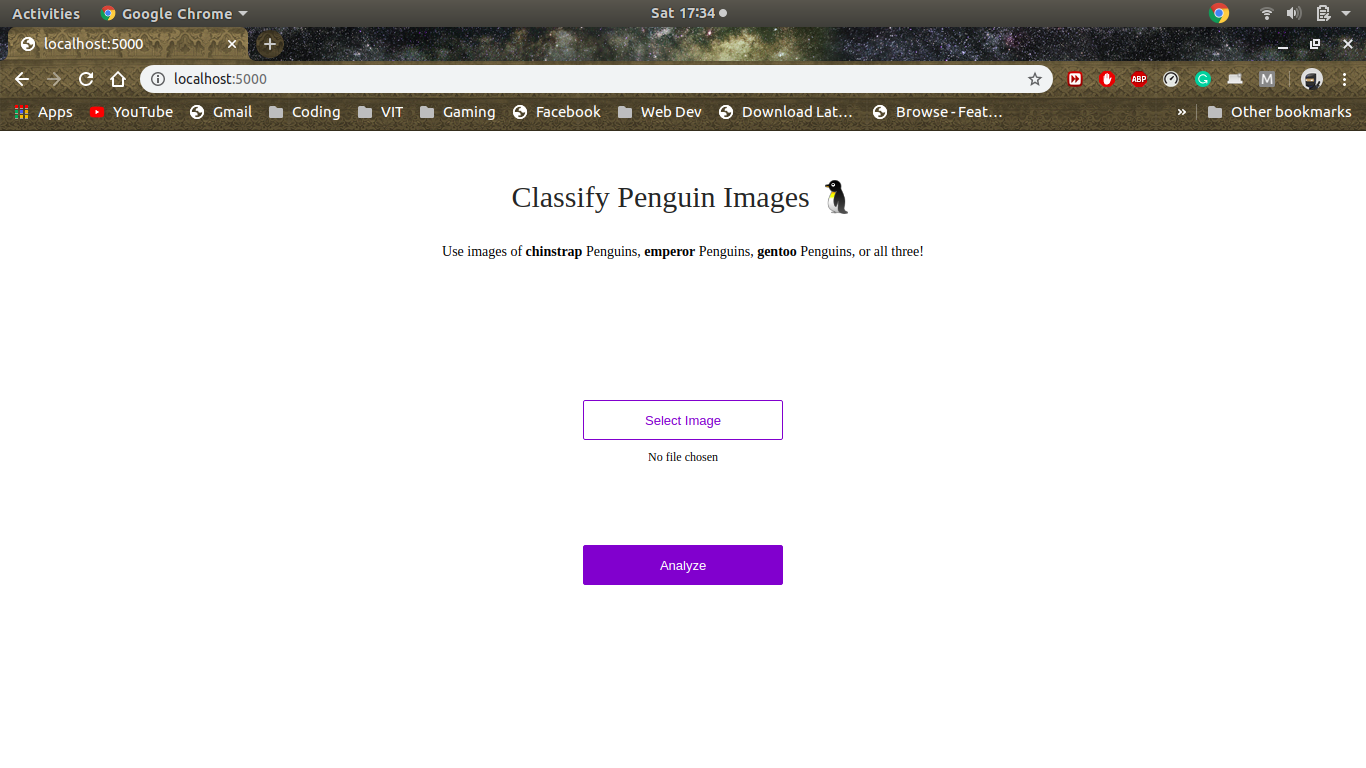 Activities Google Chrome Sat 17:34
localhost:5000
localhost:5000 ABP G M
Apps YouTube Gmail Coding VIT Gaming Facebook Web Dev Download Lat… Browse - Feat… » Other bookmarks
Classify Penguin Images 🐧
Use images of chinstrap Penguins, emperor Penguins, gentoo Penguins, or all three!
Select Image
No file chosen
Analyze